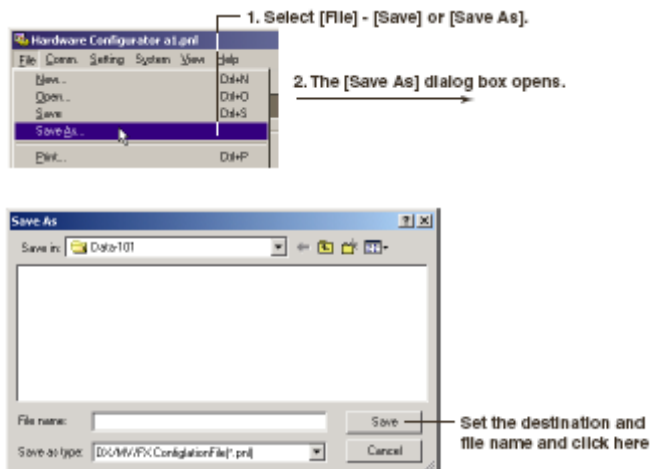 1. Select [File] - [Save] or [Save As].
Hardware Configurator a1.pnl
File Comm. Setting System View Help
New... Ctrl+N
Open... Ctrl+O
Save Ctrl+S
Save As...
Print... Ctrl+P
2. The [Save As] dialog box opens.
Save As
Save in: Data-101
File name:
Save
Save as type: DX/MV/FX ConfiglationFile(*.pnl)
Cancel
Set the destination and
file name and click here